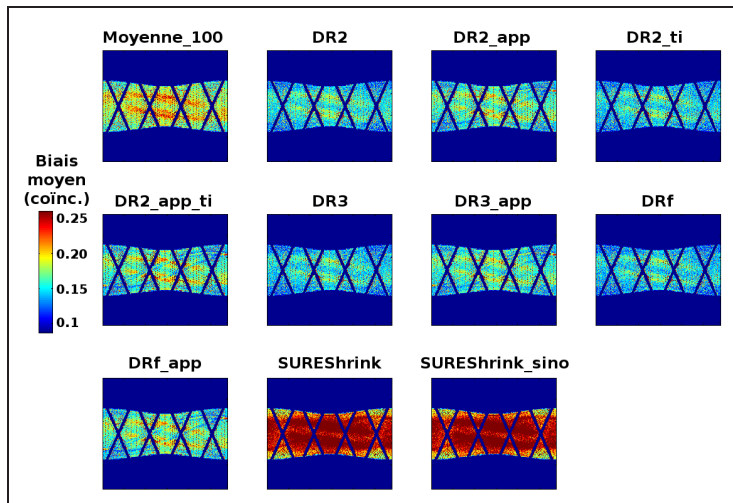 Moyenne_100 DR2 DR2_app DR2_ti
Biais
moyen
(coïnc.)
0.25
0.20
0.15
0.1
DR2_app_ti DR3 DR3_app DRf
DRf_app SUREShrink SUREShrink_sino